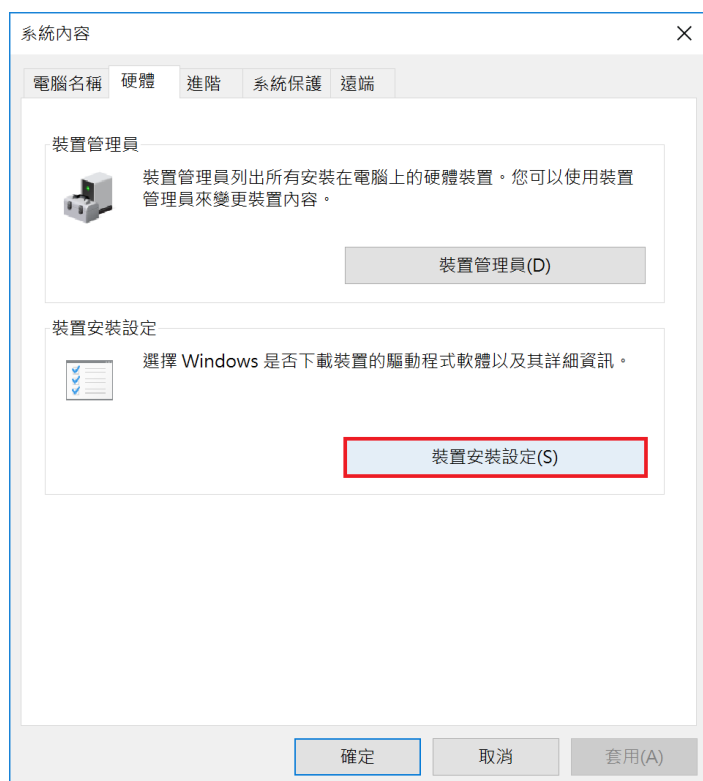 系統內容
電腦名稱 硬體 進階 系統保護 遠端
裝置管理員
裝置管理員列出所有安裝在電腦上的硬體裝置。您可以使用裝置
管理員來變更裝置內容。
裝置管理員(D)
裝置安裝設定
選擇 Windows 是否下載裝置的驅動程式軟體以及其詳細資訊。
裝置安裝設定(S)
確定 取消 套用(A)